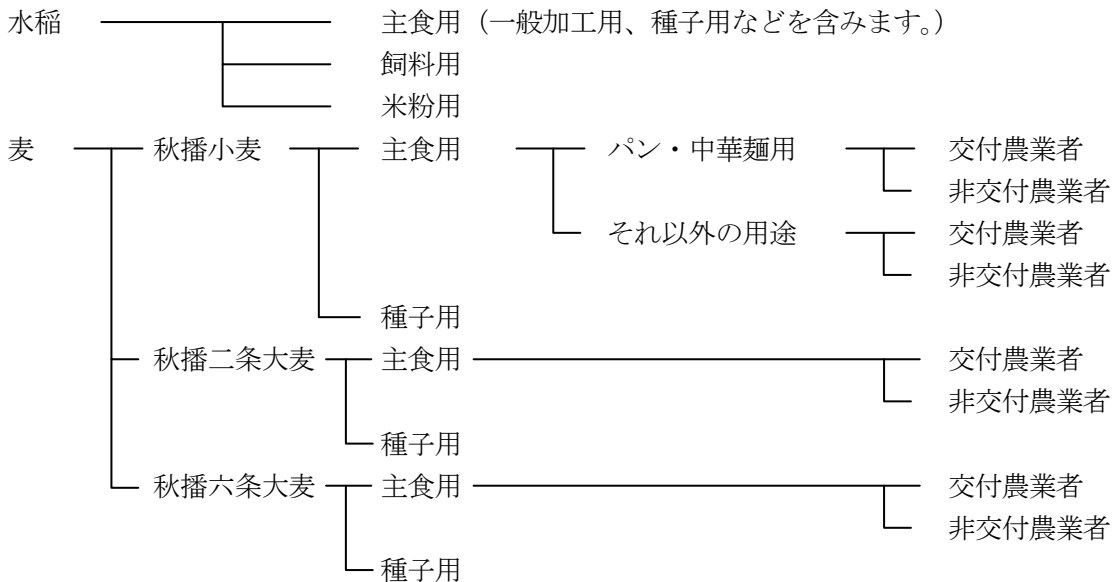 水稲 主食用（一般加工用、種子用などを含みます。）
飼料用
米粉用
麦 秋播小麦 主食用 パン・中華麺用 交付農業者
非交付農業者
それ以外の用途 交付農業者
非交付農業者
種子用
秋播二条大麦 主食用 交付農業者
非交付農業者
種子用
秋播六条大麦 主食用 交付農業者
非交付農業者
種子用